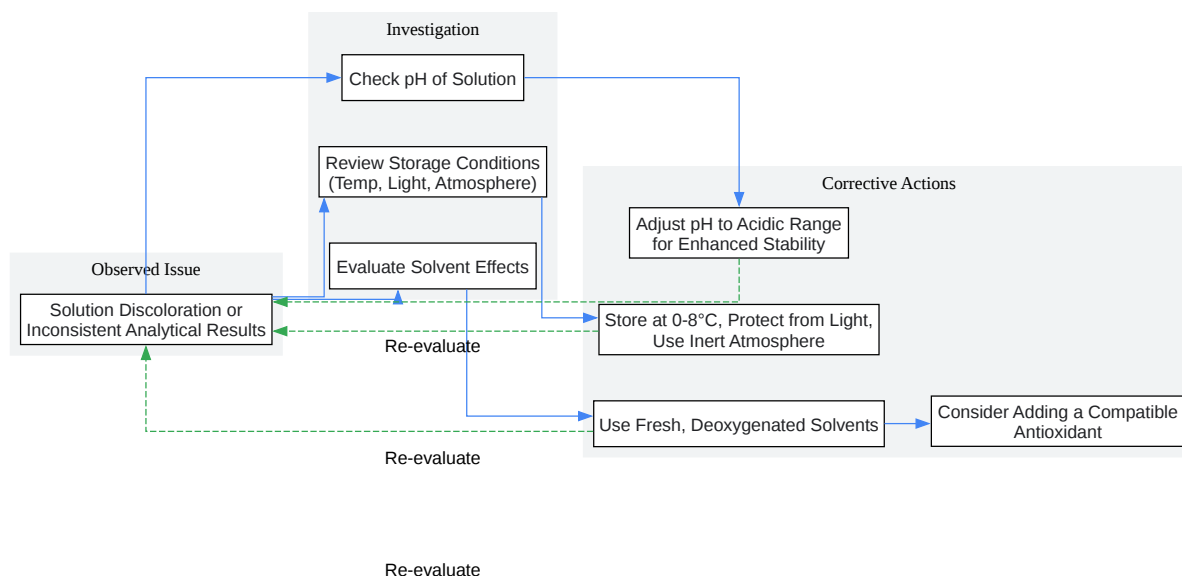 Investigation
Check pH of Solution
Review Storage Conditions
(Temp, Light, Atmosphere)
Evaluate Solvent Effects
Observed Issue
Solution Discoloration or
Inconsistent Analytical Results
Corrective Actions
Adjust pH to Acidic Range
for Enhanced Stability
Store at 0-8°C, Protect from Light,
Use Inert Atmosphere
Use Fresh, Deoxygenated Solvents
Consider Adding a Compatible
Antioxidant
Re-evaluate
Re-evaluate
Re-evaluate